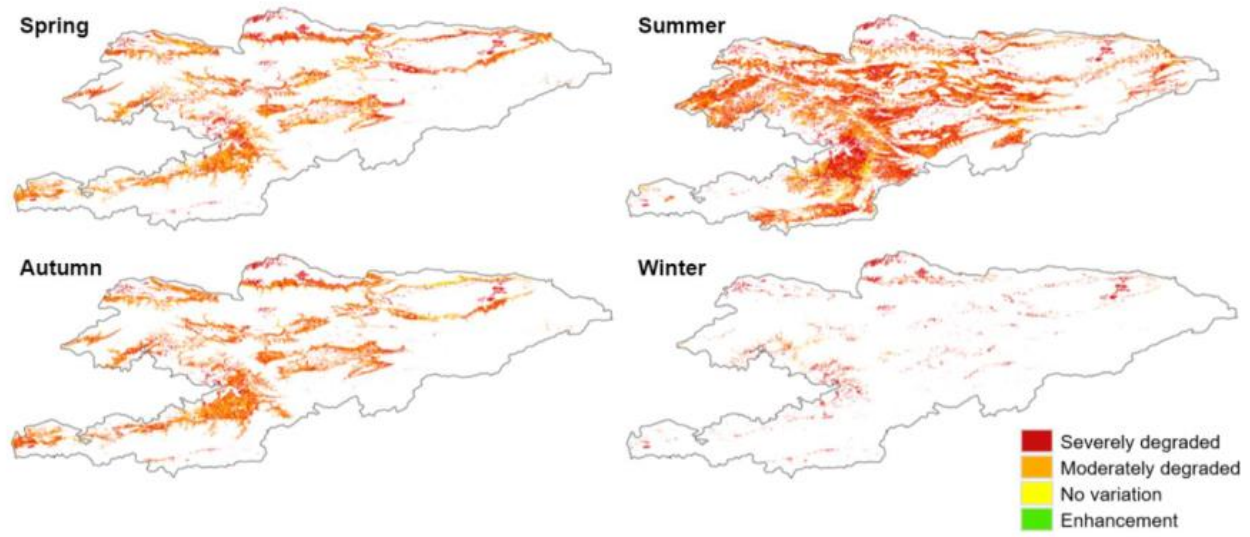 Spring
Summer
Autumn
Winter
Severely degraded
Moderately degraded
No variation
Enhancement